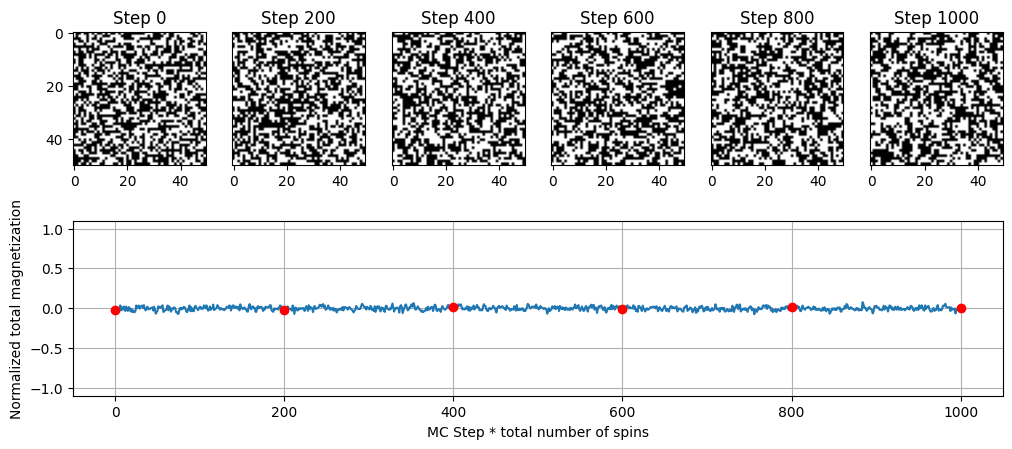 Step 0 Step 200 Step 400 Step 600 Step 800 Step 1000
0
20
40
0 20 40 0 20 40 0 20 40 0 20 40 0 20 40 0 20 40
Normalized total magnetization
1.0
0.5
0.0
−0.5
−1.0
0 200 400 600 800 1000
MC Step * total number of spins